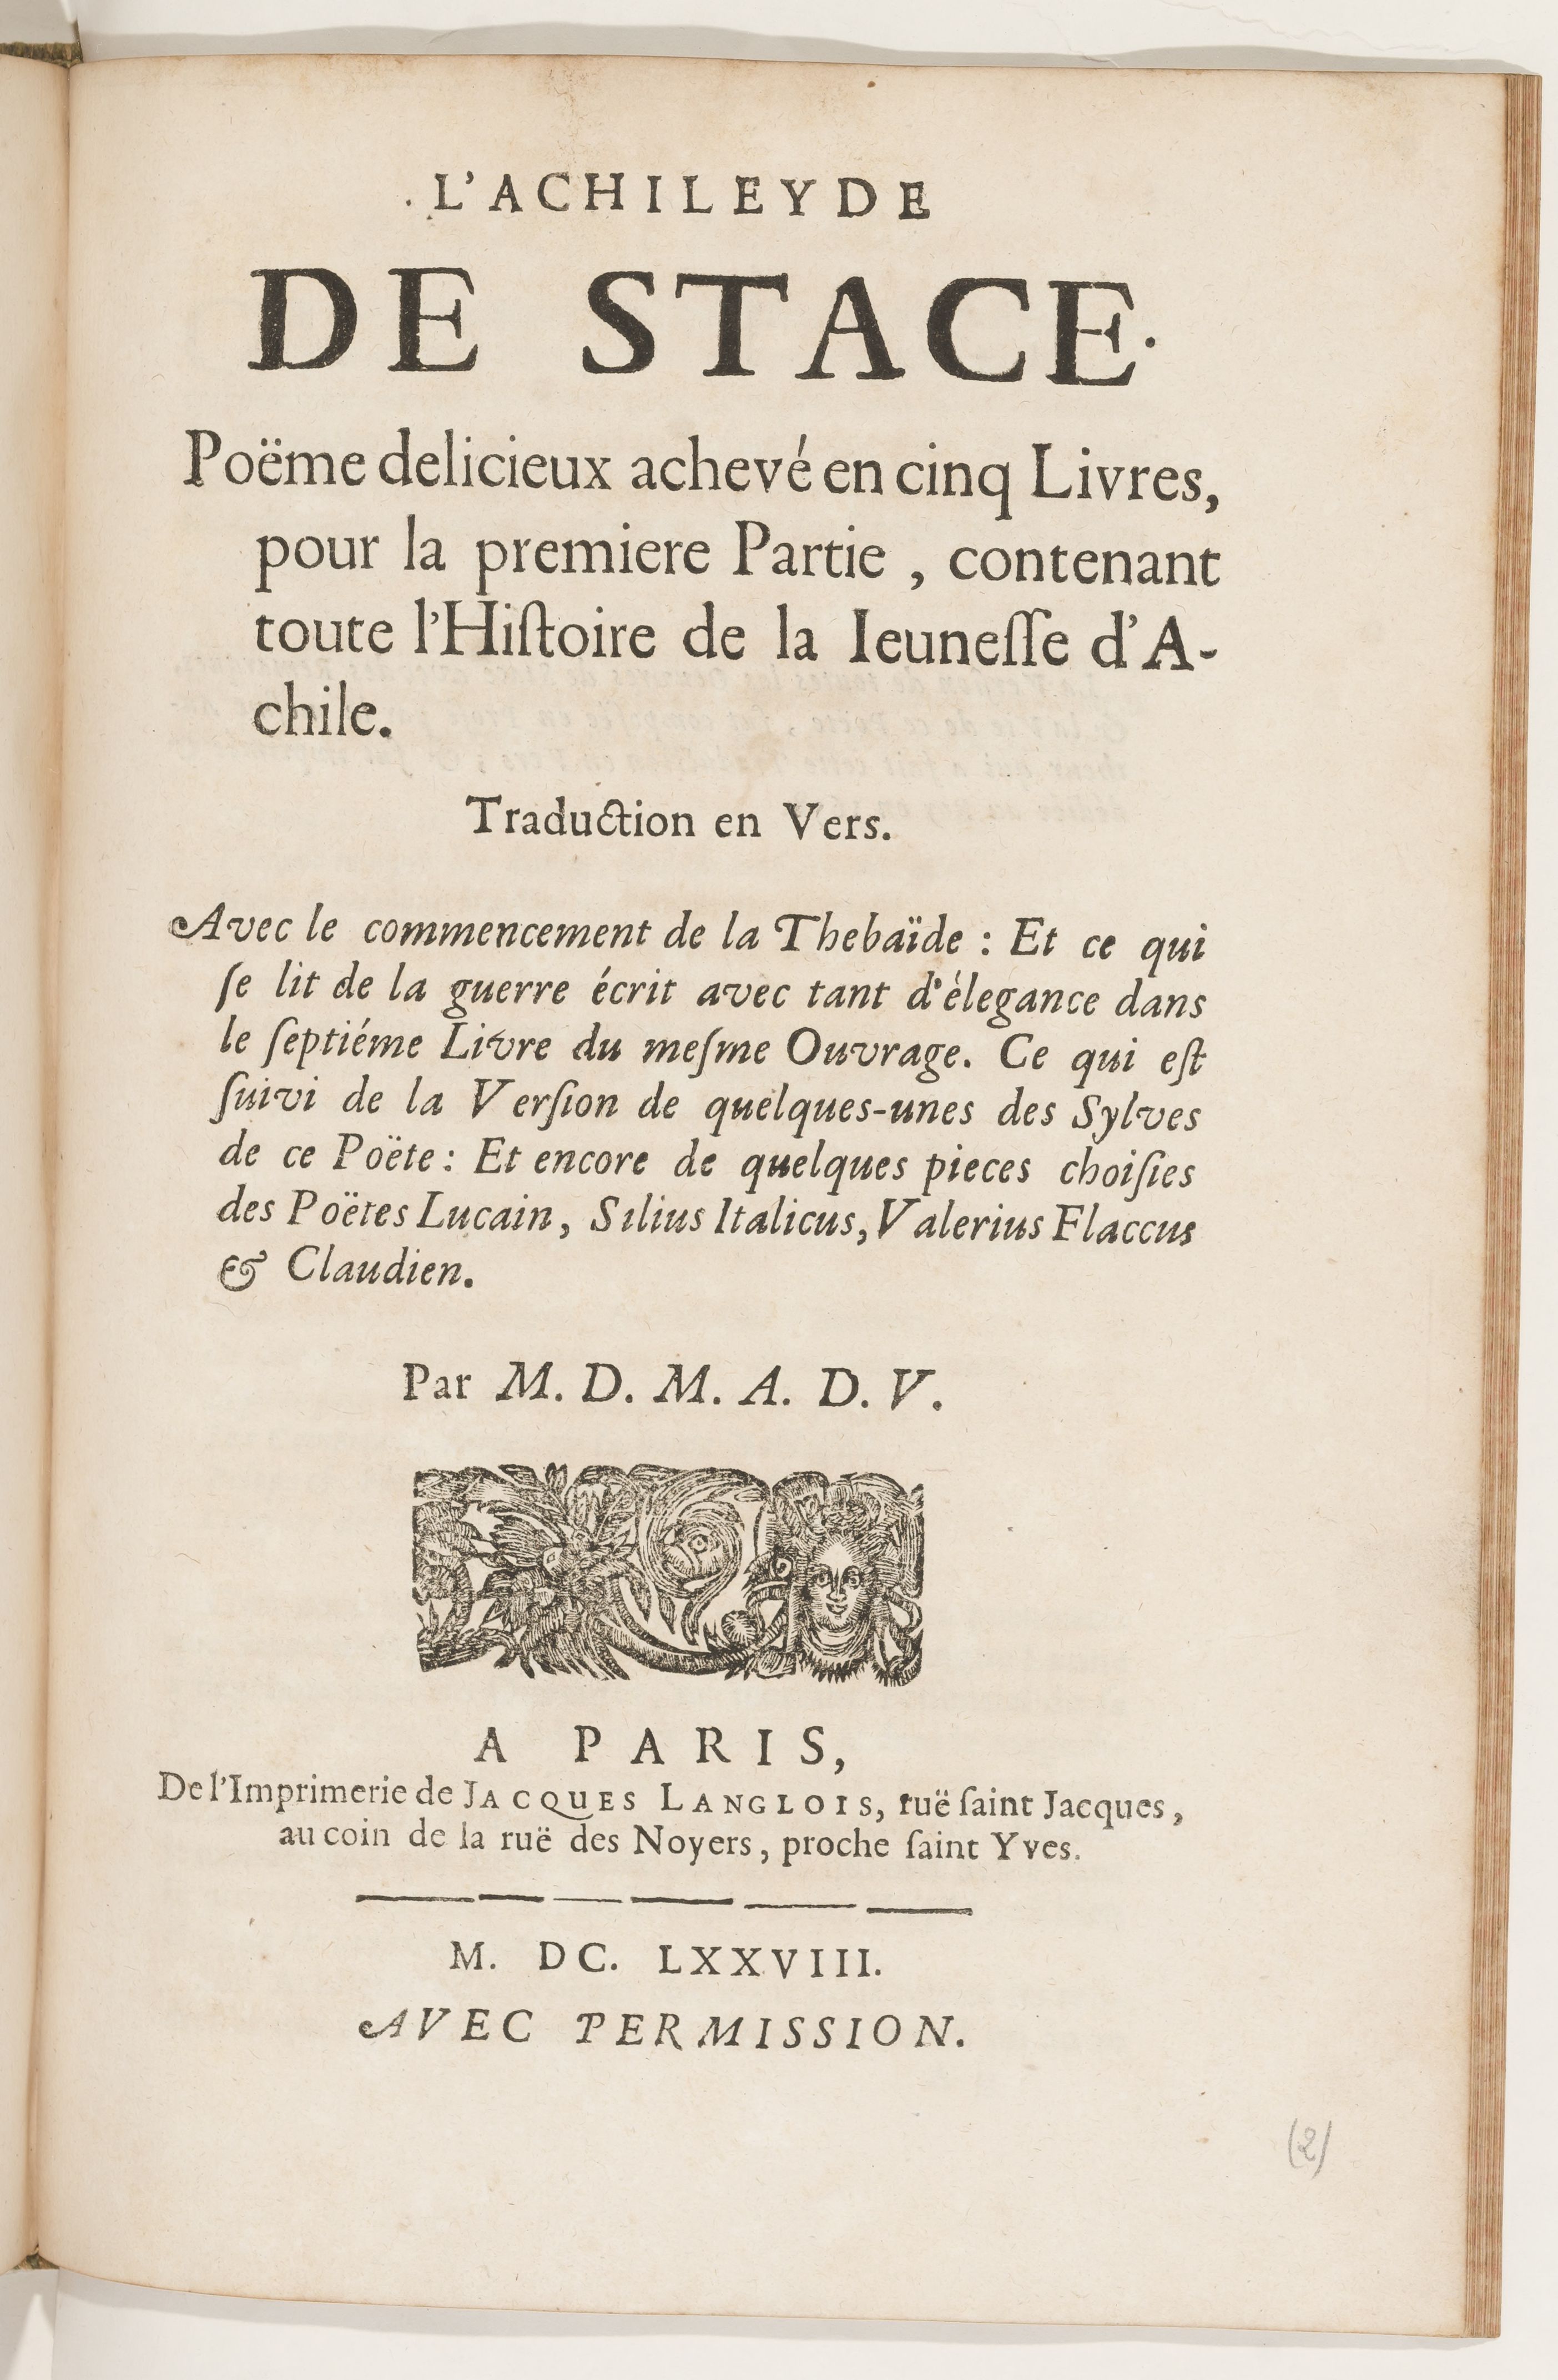 L'ACHILEYDE
DE STACE.
Poëme delicieux achevé en cinq Livres,
pour la premiere Partie, contenant
toute l'Hiſtoire de la Ieuneſſe d'A-
chile.
Traduction en Vers.
Avec le commencement de la Thebaïde : Et ce qui
ſe lit de la guerre écrit avec tant d'élegance dans
le ſeptiéme Livre du meſme Ouvrage. Ce qui eſt
ſuivi de la Verſion de quelques-unes des Sylves
de ce Poëte : Et encore de quelques pieces choiſies
des Poëtes Lucain, Silius Italicus, Valerius Flaccus
& Claudien.
Par M. D. M. A. D. V.
A PARIS,
De l'Imprimerie de JACQUES LANGLOIS, ruë ſaint Jacques,
au coin de la ruë des Noyers, proche ſaint Yves.
M. DC. LXXVIII.
AVEC PERMISSION.
(2)